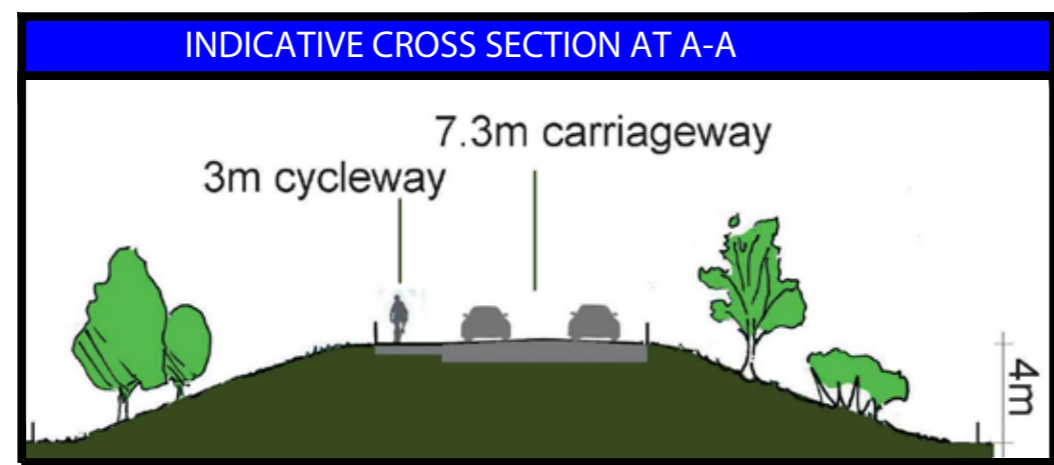 INDICATIVE CROSS SECTION AT A-A
7.3m carriageway
3m cycleway
4m